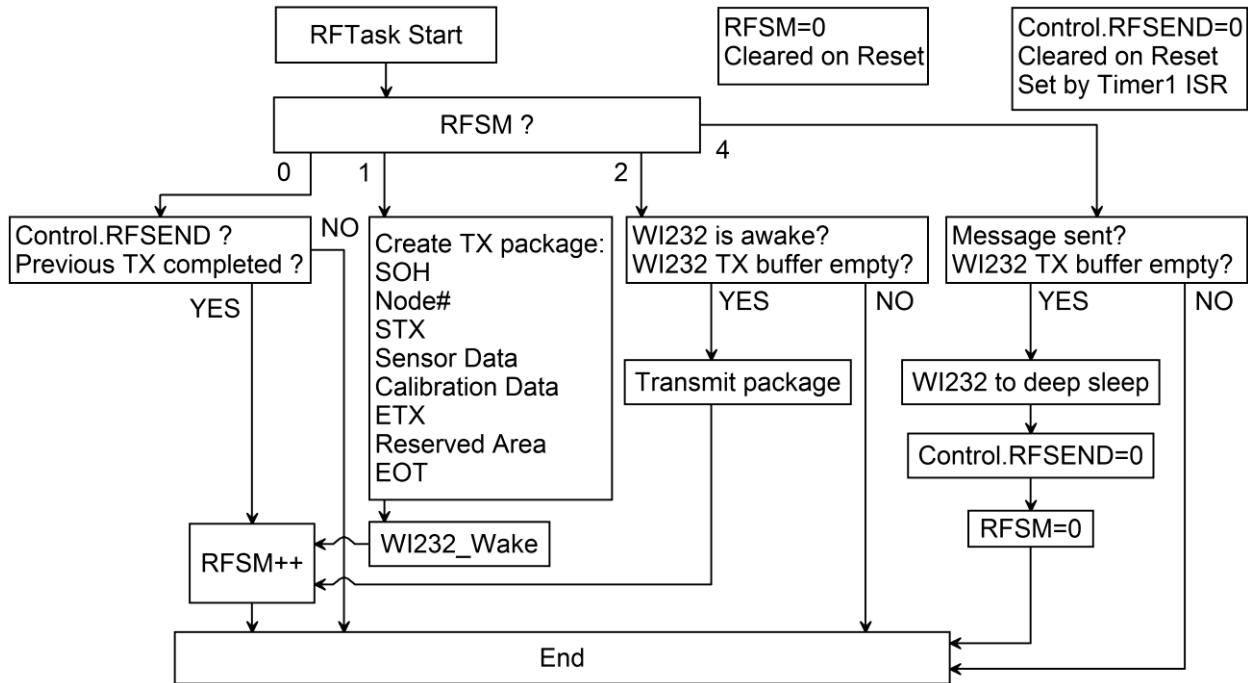 RFTask Start
RFSM=0
Cleared on Reset
Control.RFSEND=0
Cleared on Reset
Set by Timer1 ISR
RFSM ?
0
1
2
4
Control.RFSEND ?
Previous TX completed ?
NO
YES
Create TX package:
SOH
Node#
STX
Sensor Data
Calibration Data
ETX
Reserved Area
EOT
WI232 is awake?
WI232 TX buffer empty?
YES
NO
Message sent?
WI232 TX buffer empty?
YES
NO
Transmit package
WI232 to deep sleep
Control.RFSEND=0
RFSM=0
WI232_Wake
RFSM++
End